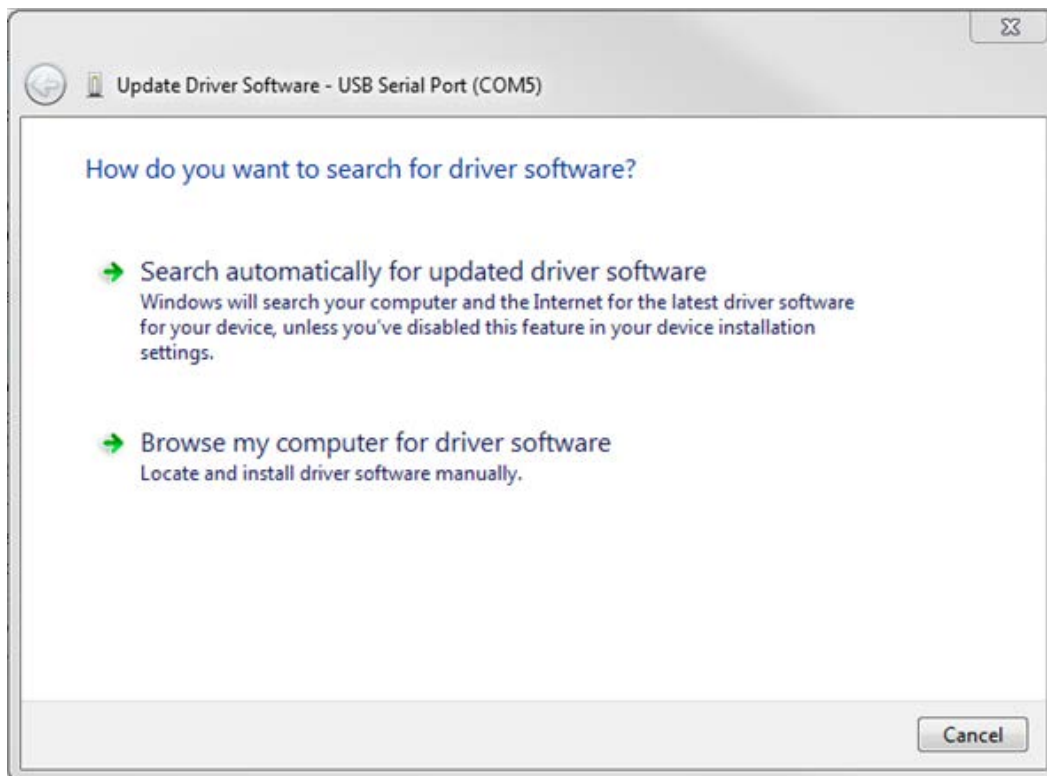 Update Driver Software - USB Serial Port (COM5)
How do you want to search for driver software?
Search automatically for updated driver software
Windows will search your computer and the Internet for the latest driver software
for your device, unless you've disabled this feature in your device installation
settings.
Browse my computer for driver software
Locate and install driver software manually.
Cancel